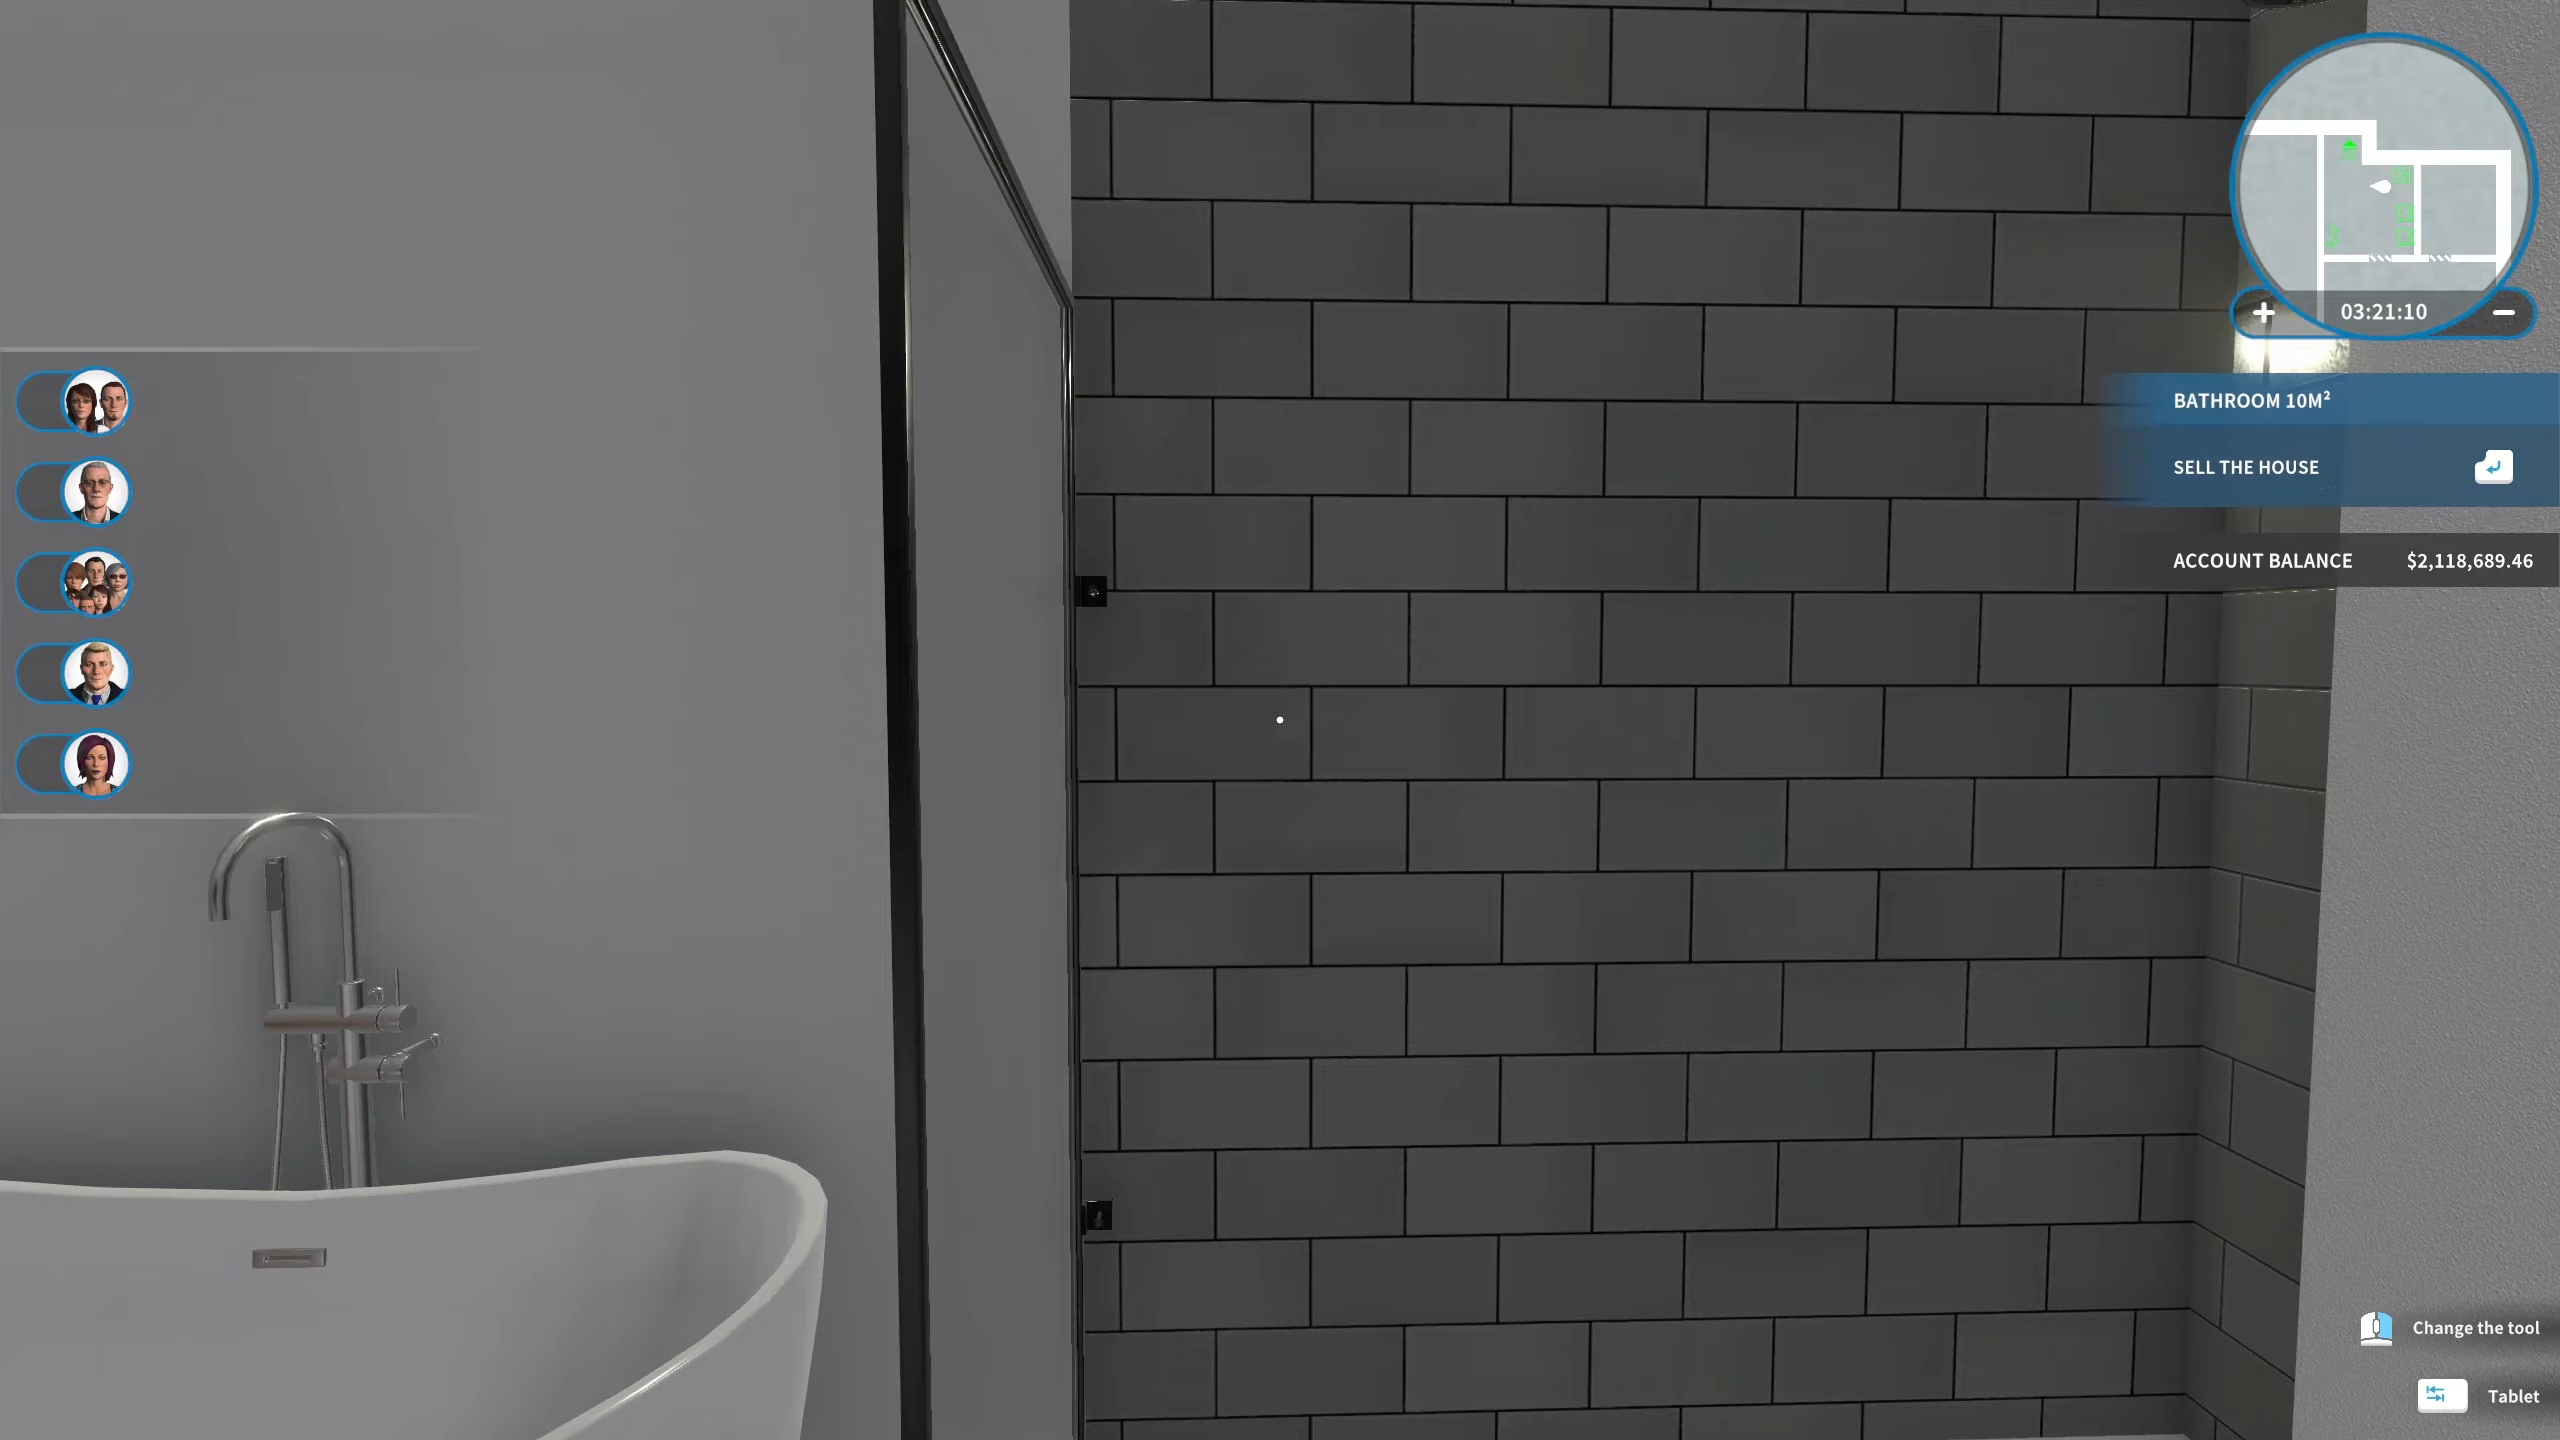 03:21:10
BATHROOM 10M²
SELL THE HOUSE
ACCOUNT BALANCE $2,118,689.46
Change the tool
Tablet